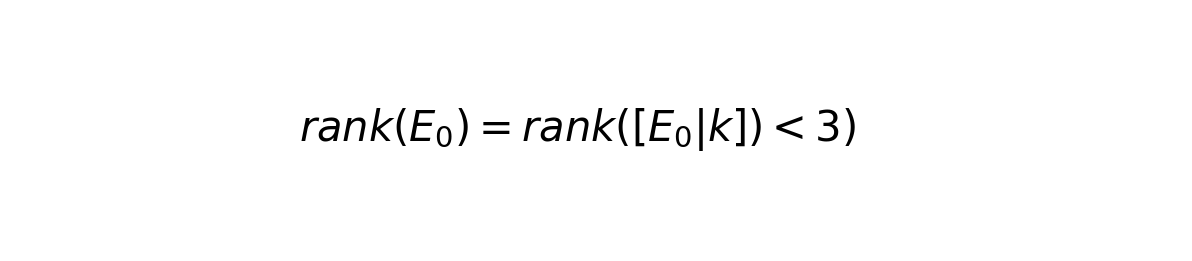 rank(E₀) = rank([E₀|k]) < 3)